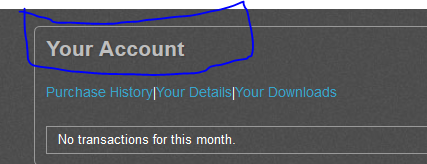 Your Account
Purchase History|Your Details|Your Downloads
No transactions for this month.